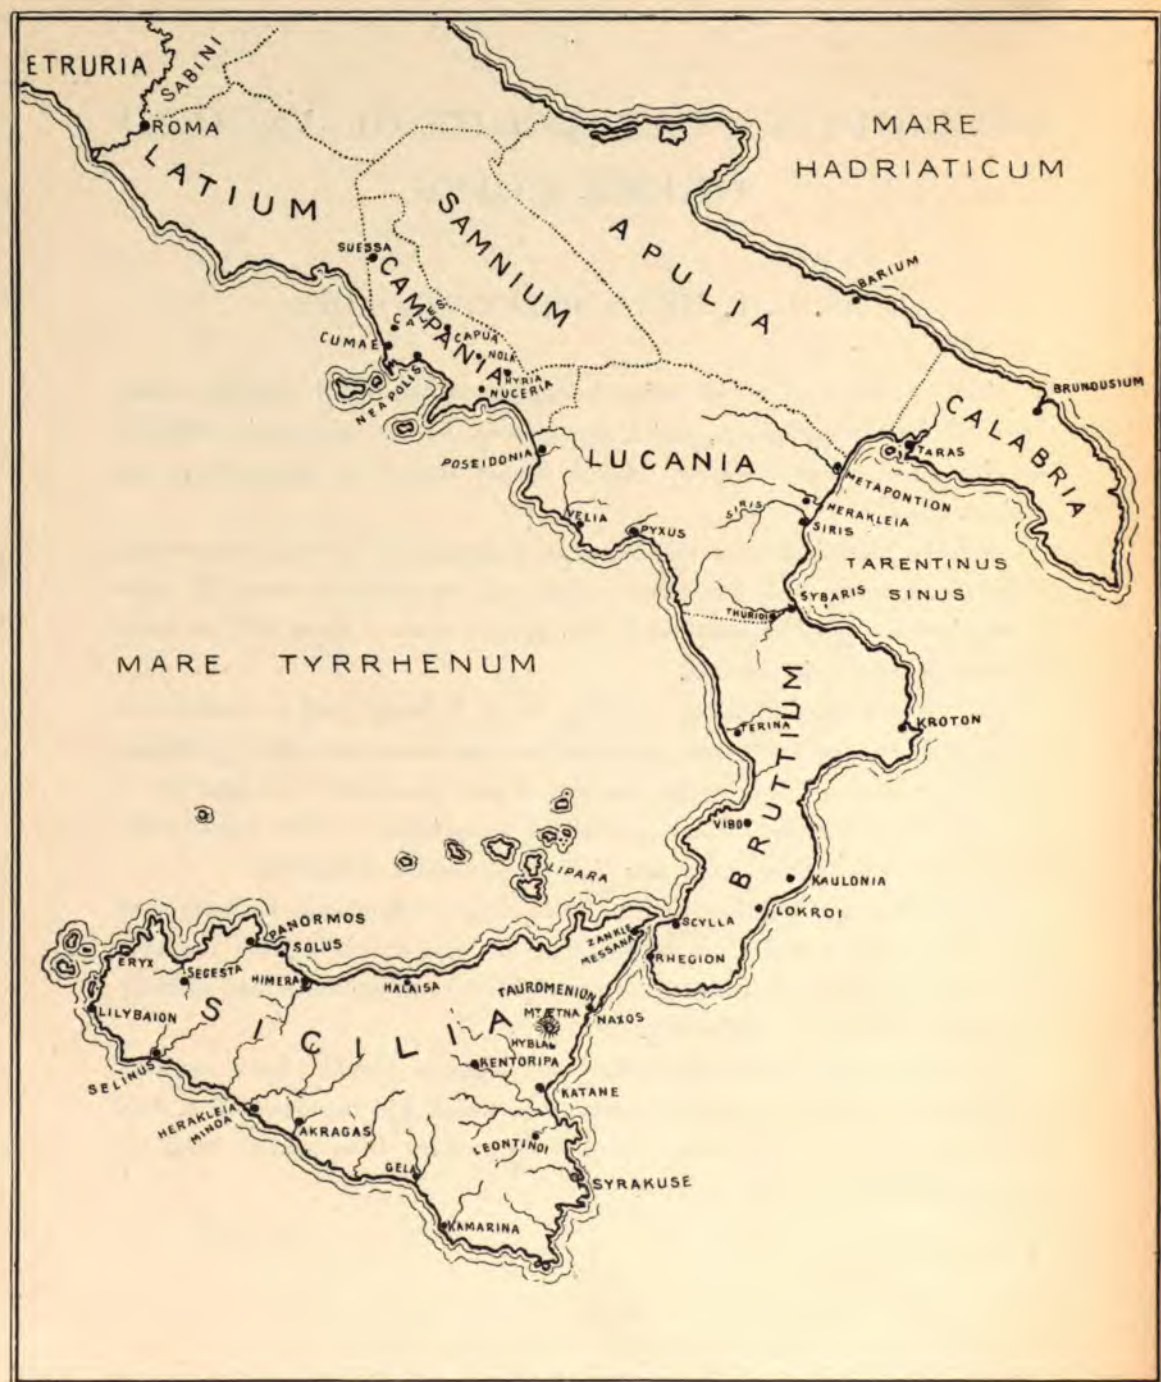 ETRURIA
SABINI
ROMA
LATIUM
MARE
HADRIATICUM
SAMNIUM
APULIA
SUESSA
CAMPANIA
CALES
CAPUA
CUMAE
NOLA
HYRIA
NUCERIA
NEAPOLIS
BARIUM
BRUNDUSIUM
CALABRIA
TARAS
POSEIDONIA
LUCANIA
METAPONTION
HERAKLEIA
SIRIS
SIRIS
VELIA
PYXUS
TARENTINUS
SINUS
SYBARIS
THURIOI
MARE TYRRHENUM
BRUTTIUM
TERINA
KROTON
VIBO
LIPARA
KAULONIA
LOKROI
SCYLLA
ZANKLE
MESSANA
RHEGION
PANORMOS
SOLUS
ERYX
SEGESTA
HIMERA
HALAISA
TAUROMENION
LILYBAION
SICILIA
MT ÆTNA
NAXOS
HYBLA
KENTORIPA
SELINUS
KATANE
HERAKLEIA
MINOA
AKRAGAS
LEONTINOI
GELA
SYRAKUSE
KAMARINA